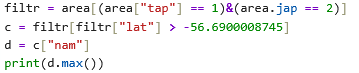 filtr = area[(area["tap"] == 1)&(area.jap == 2)]
c = filtr[filtr["lat"] > -56.6900008745]
d = c["nam"]
print(d.max())